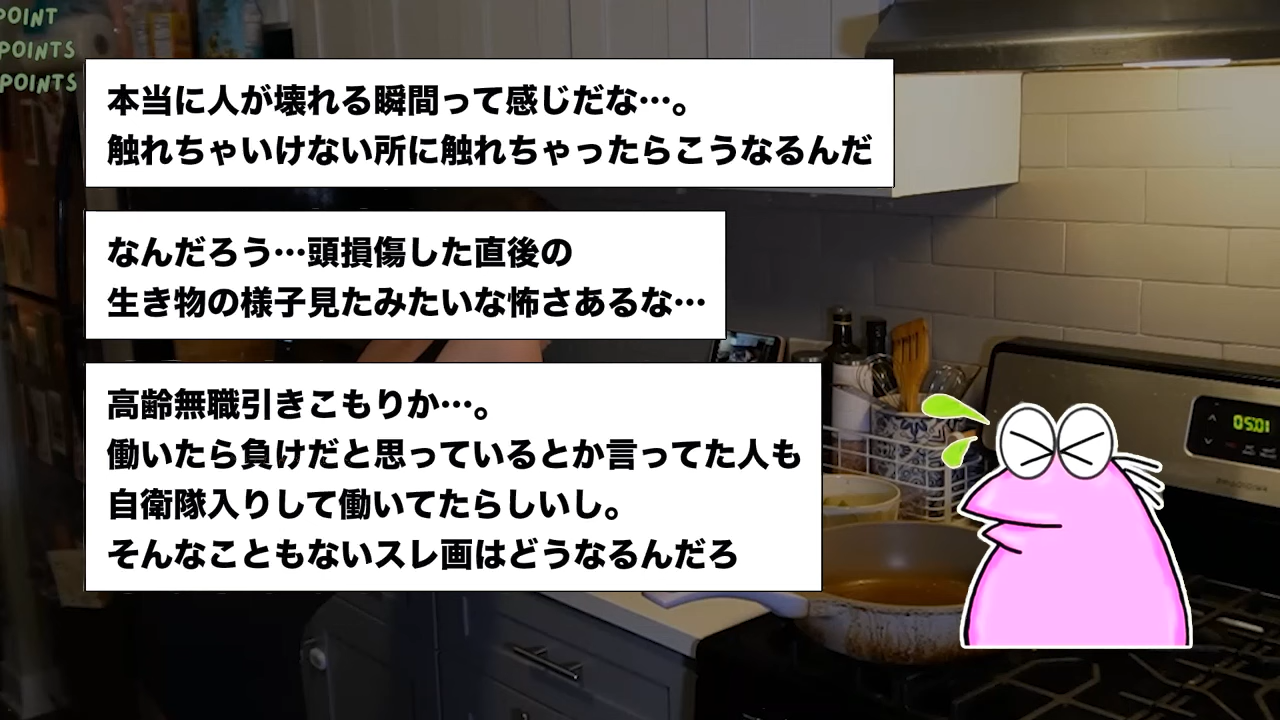 POINT
POINTS
POINTS
本当に人が壊れる瞬間って感じだな…。
触れちゃいけない所に触れちゃったらこうなるんだ
なんだろう…頭損傷した直後の
生き物の様子見たみたいな怖さあるな…
高齢無職引きこもりか…。
働いたら負けだと思っているとか言ってた人も
自衛隊入りして働いてたらしいし。
そんなこともないスレ画はどうなるんだろ
05:01